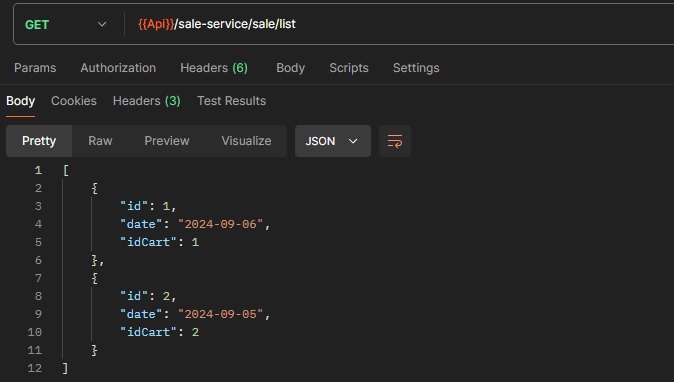 GET {{Api}}/sale-service/sale/list
Params Authorization Headers (6) Body Scripts Settings
Body Cookies Headers (3) Test Results
Pretty Raw Preview Visualize JSON
1 [
2 {
3 "id": 1,
4 "date": "2024-09-06",
5 "idCart": 1
6 },
7 {
8 "id": 2,
9 "date": "2024-09-05",
10 "idCart": 2
11 }
12 ]